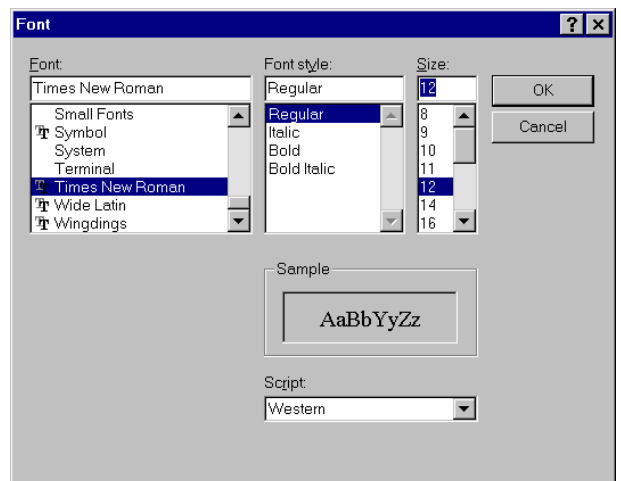 Font
Font:
Times New Roman
Small Fonts
Symbol
System
Terminal
Times New Roman
Wide Latin
Wingdings
Font style:
Regular
Regular
Italic
Bold
Bold Italic
Size:
12
8
9
10
11
12
14
16
OK
Cancel
Sample
AaBbYyZz
Script:
Western